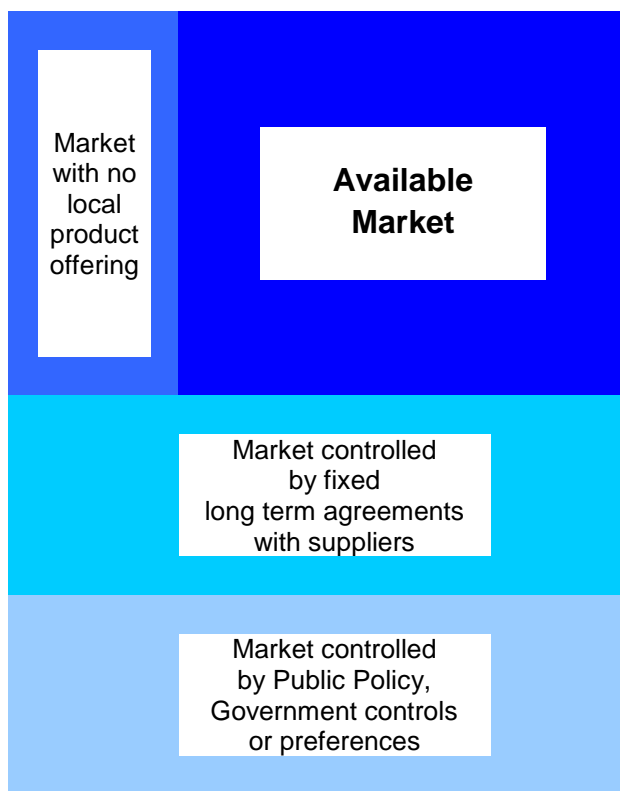 Market
with no
local
product
offering
Available
Market
Market controlled
by fixed
long term agreements
with suppliers
Market controlled
by Public Policy,
Government controls
or preferences